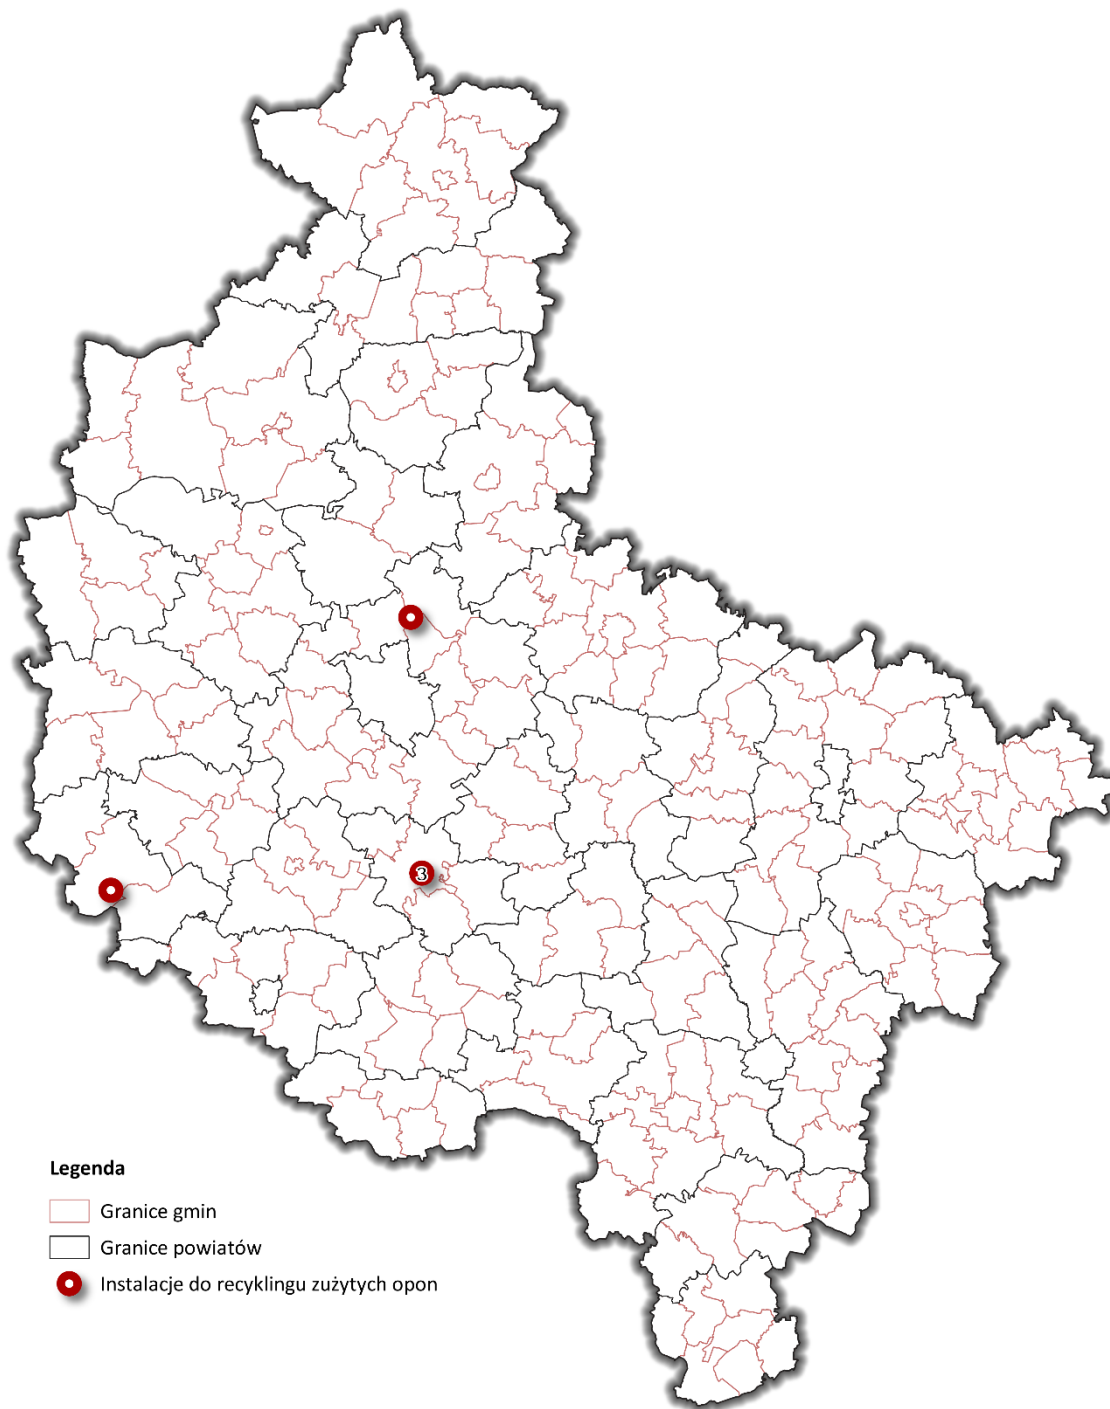 3
Legenda
Granice gmin
Granice powiatów
Instalacje do recyklingu zużytych opon